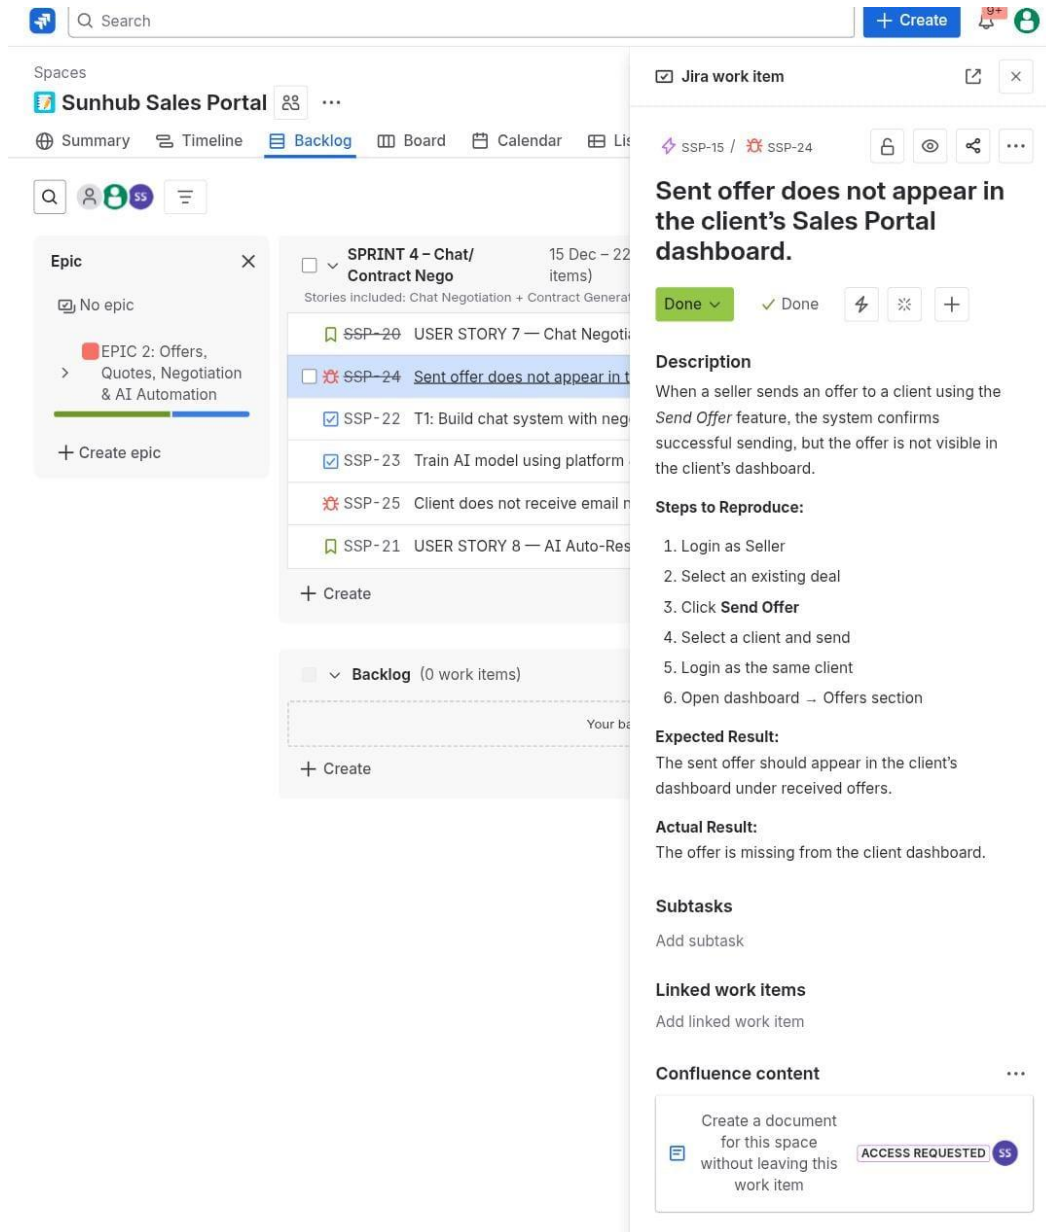 Search
+ Create
9+
Spaces
Sunhub Sales Portal
Summary
Timeline
Backlog
Board
Calendar
Lis
SS
Epic
No epic
EPIC 2: Offers,
Quotes, Negotiation
& AI Automation
+ Create epic
SPRINT 4 – Chat/
Contract Nego
15 Dec – 22
items)
Stories included: Chat Negotiation + Contract Generat
SSP-20 USER STORY 7 — Chat Negotia
SSP-24 Sent offer does not appear in t
SSP-22 T1: Build chat system with neg
SSP-23 Train AI model using platform
SSP-25 Client does not receive email n
SSP-21 USER STORY 8 — AI Auto-Res
+ Create
Backlog (0 work items)
Your ba
+ Create
Jira work item
SSP-15 / SSP-24
Sent offer does not appear in
the client’s Sales Portal
dashboard.
Done
Done
Description
When a seller sends an offer to a client using the
Send Offer feature, the system confirms
successful sending, but the offer is not visible in
the client’s dashboard.
Steps to Reproduce:
1. Login as Seller
2. Select an existing deal
3. Click Send Offer
4. Select a client and send
5. Login as the same client
6. Open dashboard → Offers section
Expected Result:
The sent offer should appear in the client’s
dashboard under received offers.
Actual Result:
The offer is missing from the client dashboard.
Subtasks
Add subtask
Linked work items
Add linked work item
Confluence content
Create a document
for this space
without leaving this
work item
ACCESS REQUESTED
SS